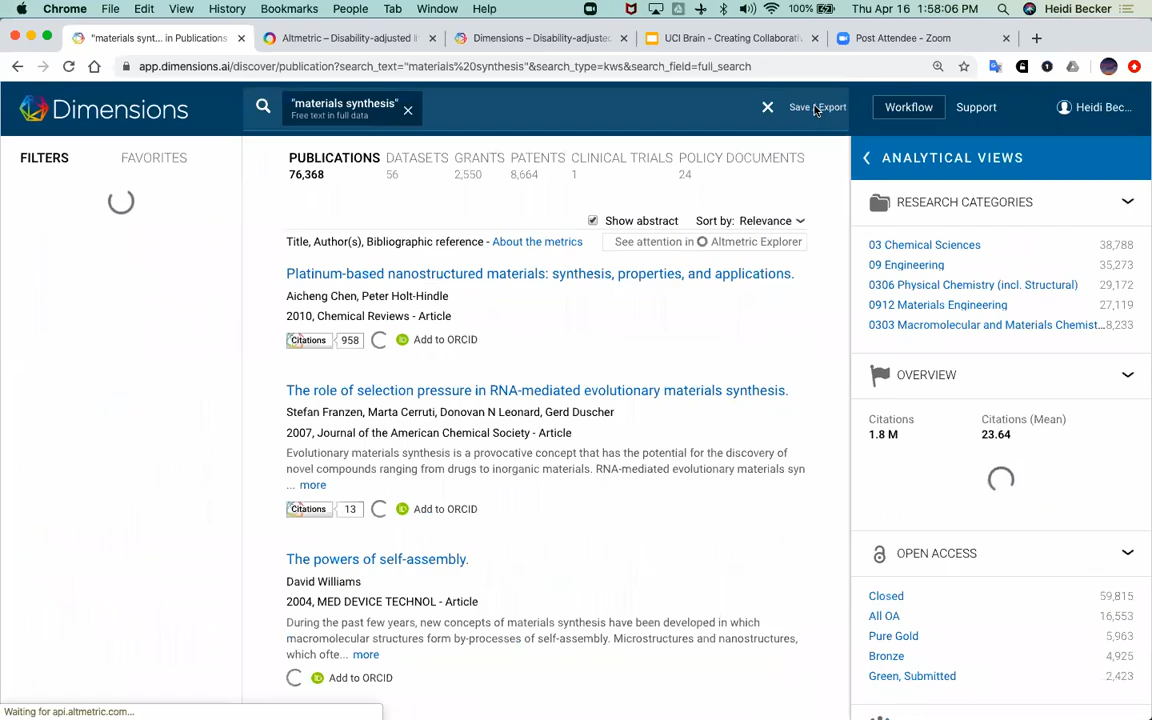 Chrome File Edit View History Bookmarks People Tab Window Help 100% Thu Apr 16 1:58:06 PM Heidi Becker
"materials synt... in Publications Altmetric – Disability-adjusted l Dimensions – Disability-adjuste Post Attendee - Zoom
UCI Brain - Creating Collaborati
app.dimensions.ai/discover/publication?search_text="materials%20synthesis"&search_type=kws&search_field=full_search
Dimensions
"materials synthesis"
Free text in full data
Save / Export
Workflow
Support
Heidi Bec...
FILTERS
FAVORITES
PUBLICATIONS DATASETS GRANTS PATENTS CLINICAL TRIALS POLICY DOCUMENTS
76,368 56 2,550 8,664 1 24
Show abstract Sort by: Relevance
Title, Author(s), Bibliographic reference - About the metrics
See attention in Altmetric Explorer
Platinum-based nanostructured materials: synthesis, properties, and applications.
Aicheng Chen, Peter Holt-Hindle
2010, Chemical Reviews - Article
Citations 958 Add to ORCID
The role of selection pressure in RNA-mediated evolutionary materials synthesis.
Stefan Franzen, Marta Cerruti, Donovan N Leonard, Gerd Duscher
2007, Journal of the American Chemical Society - Article
Evolutionary materials synthesis is a provocative concept that has the potential for the discovery of
novel compounds ranging from drugs to inorganic materials. RNA-mediated evolutionary materials syn
... more
Citations 13 Add to ORCID
The powers of self-assembly.
David Williams
2004, MED DEVICE TECHNOL - Article
During the past few years, new concepts of materials synthesis have been developed in which
macromolecular structures form by-processes of self-assembly. Microstructures and nanostructures,
which ofte... more
Add to ORCID
ANALYTICAL VIEWS
RESEARCH CATEGORIES
03 Chemical Sciences 38,788
09 Engineering 35,273
0306 Physical Chemistry (incl. Structural) 29,172
0912 Materials Engineering 27,119
0303 Macromolecular and Materials Chemist... 8,233
OVERVIEW
Citations Citations (Mean)
1.8 M 23.64
OPEN ACCESS
Closed 59,815
All OA 16,553
Pure Gold 5,963
Bronze 4,925
Green, Submitted 2,423
Waiting for api.altmetric.com...